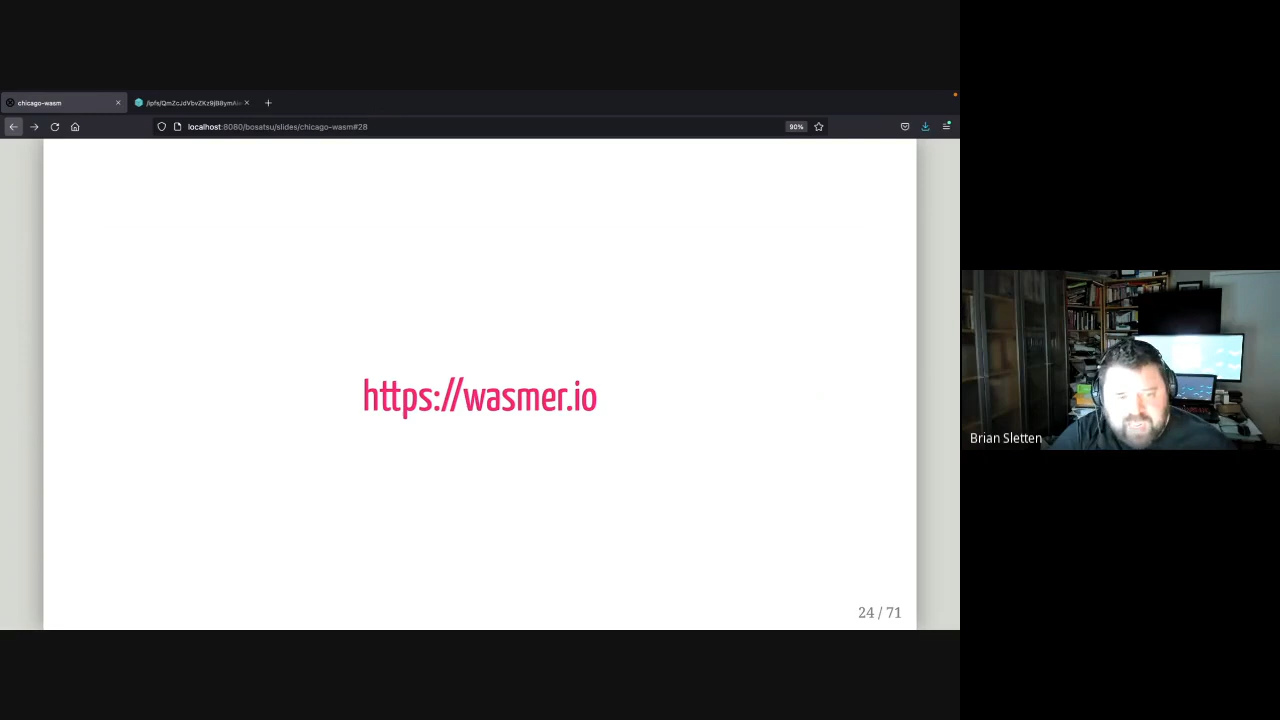 chicago-wasm
localhost:8080/bosatsu/slides/chicago-wasm#28
90%
https://wasmer.io
24 / 71
Brian Sletten